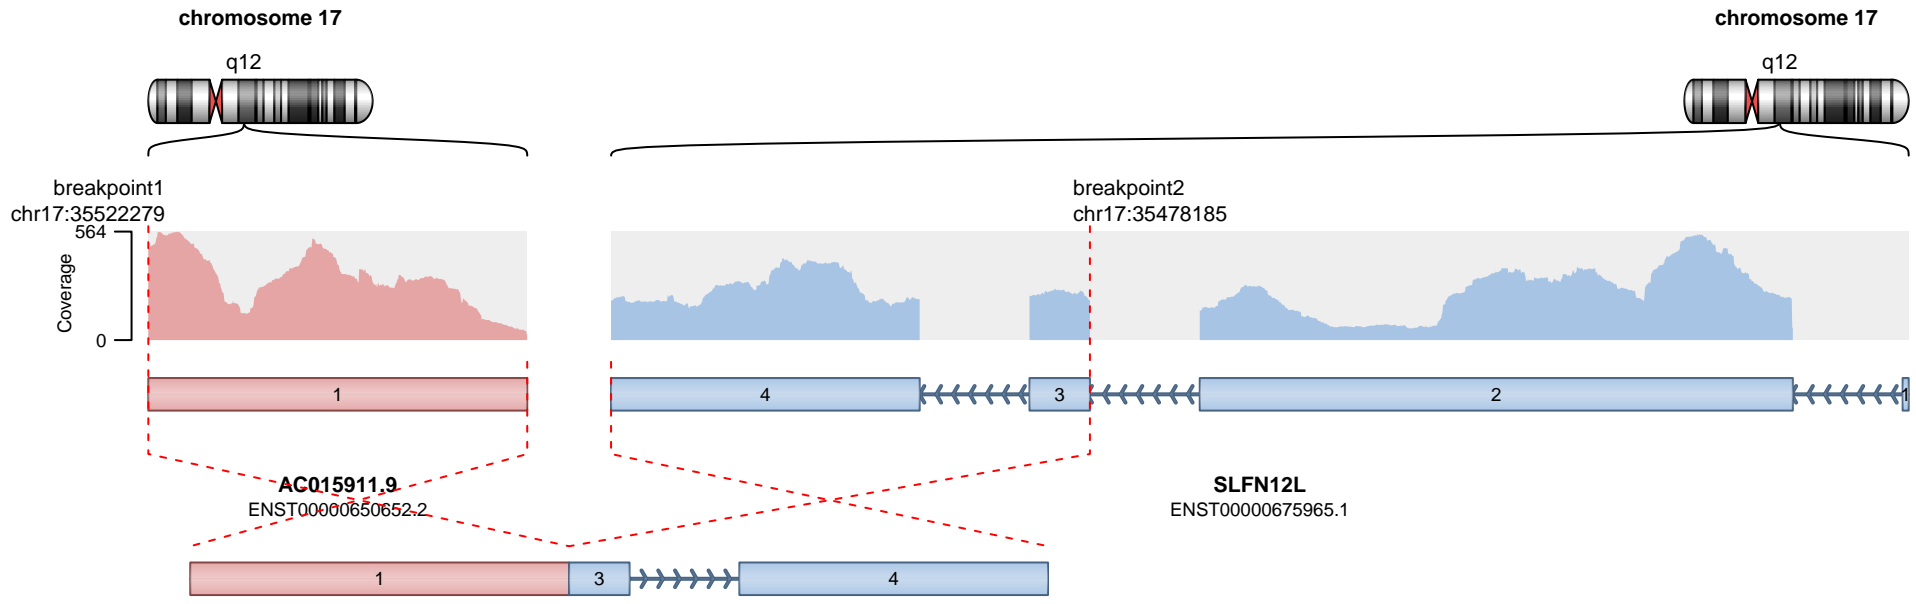 chromosome 17
chromosome 17
q12
q12
breakpoint1
chr17:35522279
breakpoint2
chr17:35478185
564
Coverage
0
1
4
3
2
1
AC015911.9
ENST00000650652.2
SLFN12L
ENST00000675965.1
1
3
4